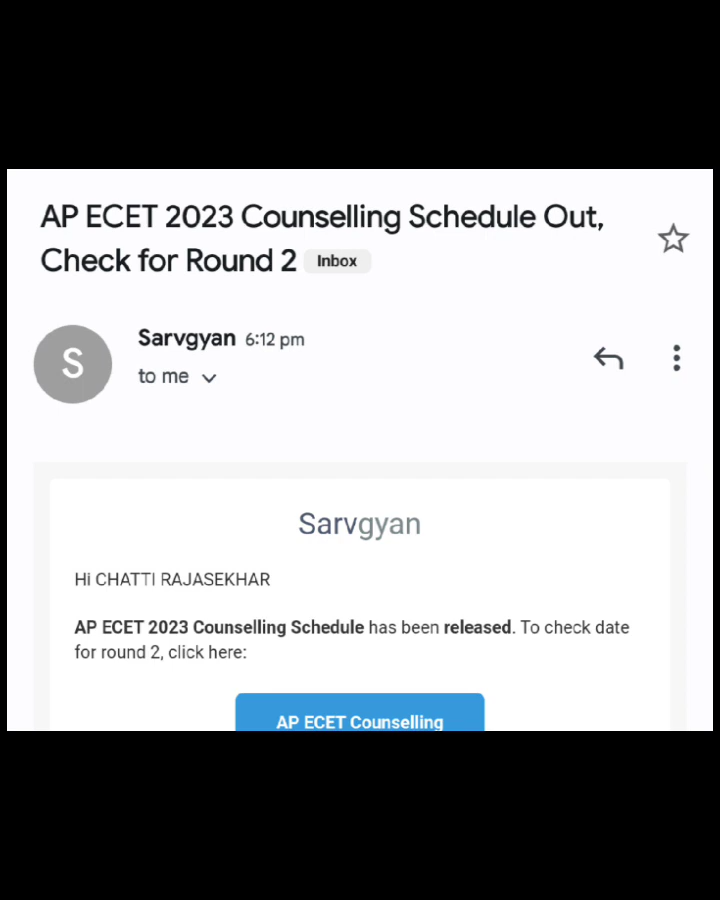 AP ECET 2023 Counselling Schedule Out,
Check for Round 2 Inbox
S
Sarvgyan 6:12 pm
to me
Sarvgyan
Hi CHATTI RAJASEKHAR
AP ECET 2023 Counselling Schedule has been released. To check date
for round 2, click here:
AP ECET Counselling